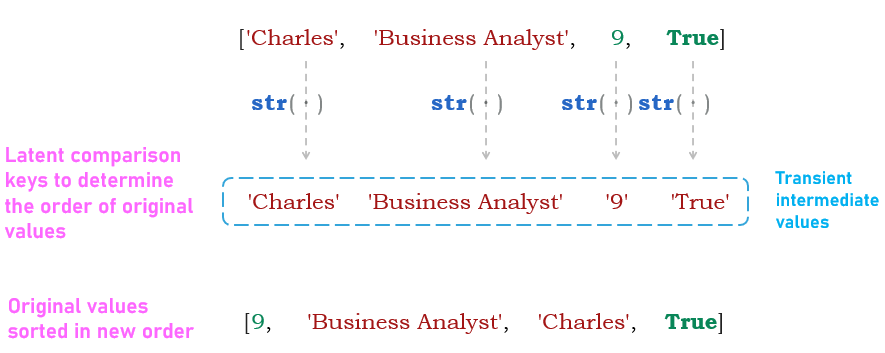 ['Charles', 'Business Analyst', 9, True]
str( · ) str( · ) str( · ) str( · )
Latent comparison
keys to determine
the order of original
values
'Charles' 'Business Analyst' '9' 'True'
Transient
intermediate
values
Original values
sorted in new order
[9, 'Business Analyst', 'Charles', True]